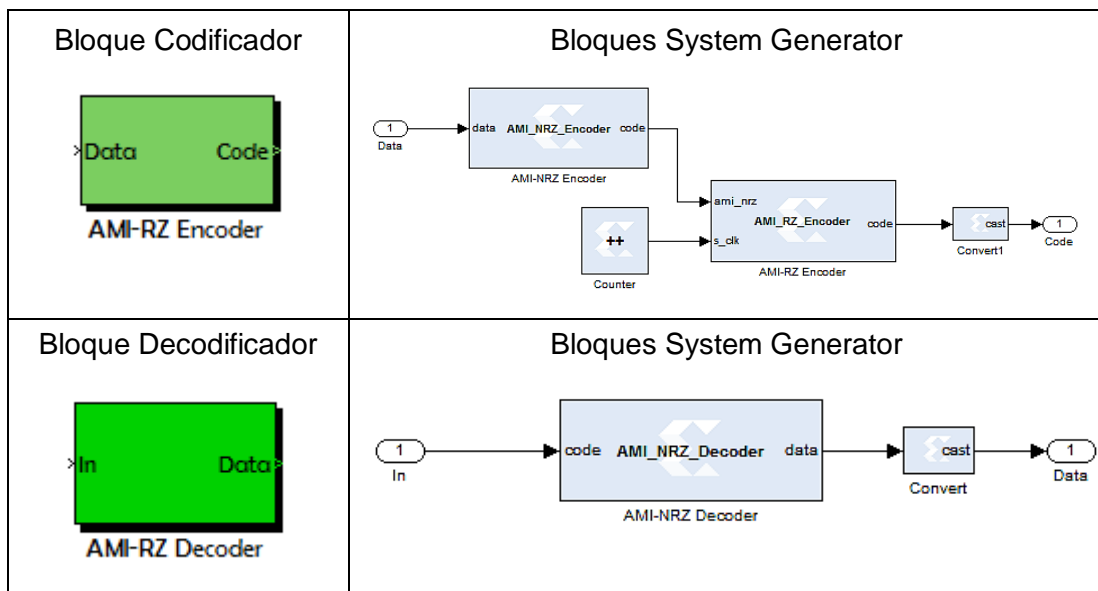 Bloque Codificador
Bloques System Generator
Data
Code
AMI-RZ Encoder
1
Data
data
AMI_NRZ_Encoder
code
AMI-NRZ Encoder
++
Counter
ami_nrz
s_clk
AMI_RZ_Encoder
code
AMI-RZ Encoder
cast
Convert1
1
Code
Bloque Decodificador
Bloques System Generator
In
Data
AMI-RZ Decoder
1
In
code
AMI_NRZ_Decoder
data
AMI-NRZ Decoder
cast
Convert
1
Data